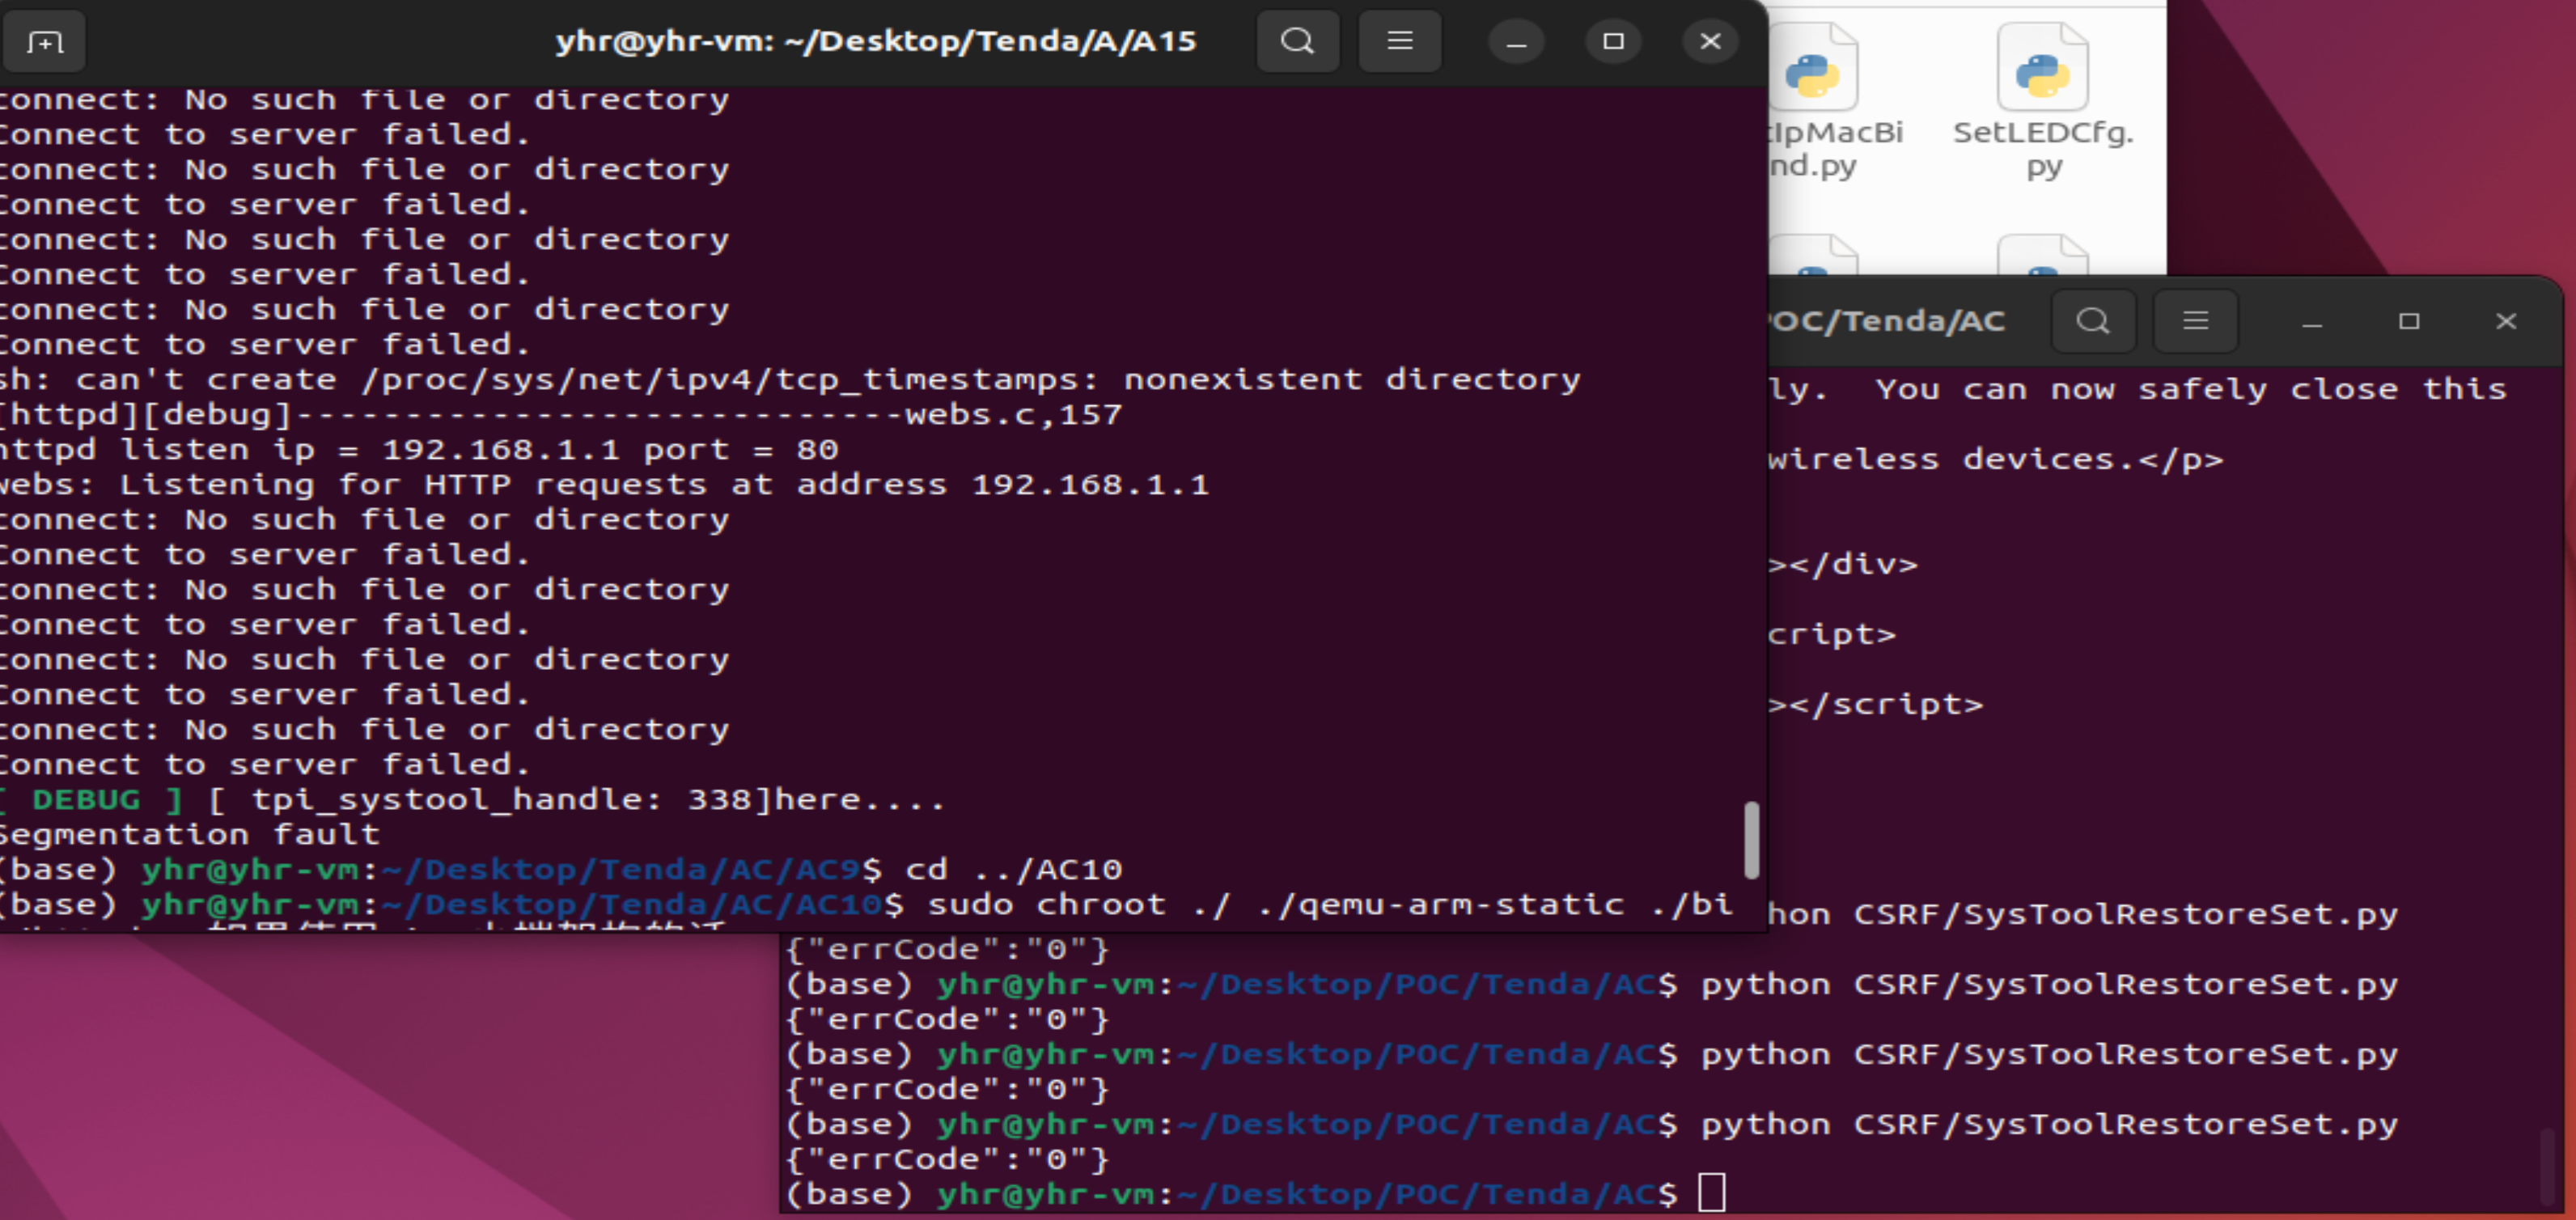 yhr@yhr-vm: ~/Desktop/Tenda/A/A15
connect: No such file or directory
Connect to server failed.
connect: No such file or directory
Connect to server failed.
connect: No such file or directory
Connect to server failed.
connect: No such file or directory
Connect to server failed.
sh: can't create /proc/sys/net/ipv4/tcp_timestamps: nonexistent directory
[httpd][debug]----------------------------webs.c,157
httpd listen ip = 192.168.1.1 port = 80
webs: Listening for HTTP requests at address 192.168.1.1
connect: No such file or directory
Connect to server failed.
connect: No such file or directory
Connect to server failed.
connect: No such file or directory
Connect to server failed.
connect: No such file or directory
Connect to server failed.
[ DEBUG ] [ tpi_systool_handle: 338]here....
Segmentation fault
(base) yhr@yhr-vm:~/Desktop/Tenda/AC/AC9$ cd ../AC10
(base) yhr@yhr-vm:~/Desktop/Tenda/AC/AC10$ sudo chroot ./ ./qemu-arm-static ./bi
tIpMacBi
nd.py
SetLEDCfg.
py
POC/Tenda/AC
ly.  You can now safely close this
wireless devices.</p>
></div>
cript>
></script>
hon CSRF/SysToolRestoreSet.py
{"errCode":"0"}
(base) yhr@yhr-vm:~/Desktop/POC/Tenda/AC$ python CSRF/SysToolRestoreSet.py
{"errCode":"0"}
(base) yhr@yhr-vm:~/Desktop/POC/Tenda/AC$ python CSRF/SysToolRestoreSet.py
{"errCode":"0"}
(base) yhr@yhr-vm:~/Desktop/POC/Tenda/AC$ python CSRF/SysToolRestoreSet.py
{"errCode":"0"}
(base) yhr@yhr-vm:~/Desktop/POC/Tenda/AC$